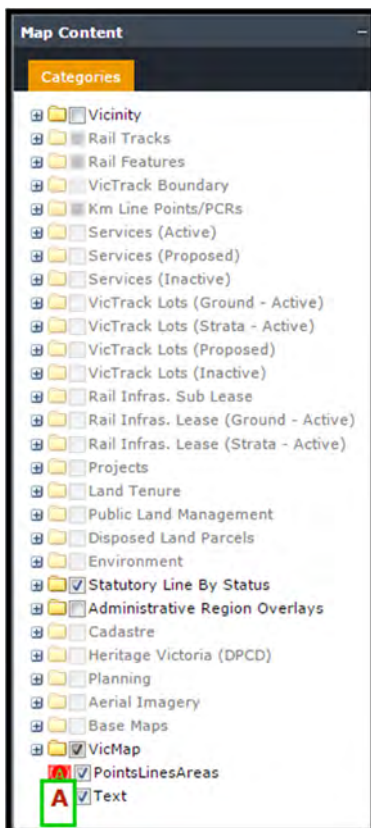 Map Content
Categories
Vicinity
Rail Tracks
Rail Features
VicTrack Boundary
Km Line Points/PCRs
Services (Active)
Services (Proposed)
Services (Inactive)
VicTrack Lots (Ground - Active)
VicTrack Lots (Strata - Active)
VicTrack Lots (Proposed)
VicTrack Lots (Inactive)
Rail Infras. Sub Lease
Rail Infras. Lease (Ground - Active)
Rail Infras. Lease (Strata - Active)
Projects
Land Tenure
Public Land Management
Disposed Land Parcels
Environment
Statutory Line By Status
Administrative Region Overlays
Cadastre
Heritage Victoria (DPCD)
Planning
Aerial Imagery
Base Maps
VicMap
A PointsLinesAreas
A Text